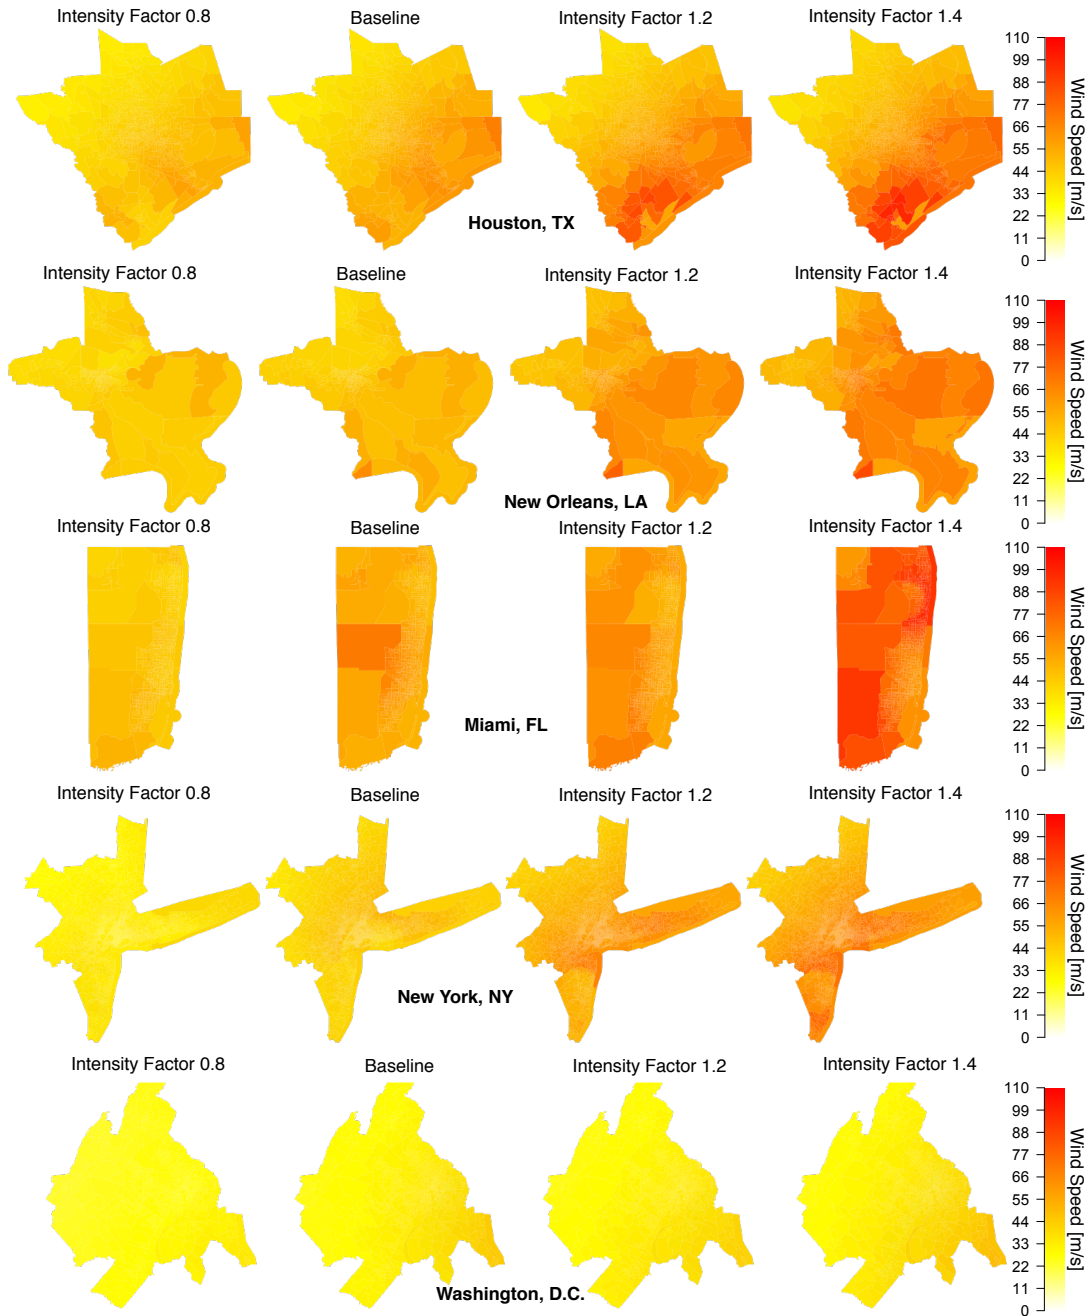 Intensity Factor 0.8
Baseline
Intensity Factor 1.2
Intensity Factor 1.4
110
99
88
77
66
55
44
33
22
11
0
Wind Speed [m/s]
Houston, TX
Intensity Factor 0.8
Baseline
Intensity Factor 1.2
Intensity Factor 1.4
110
99
88
77
66
55
44
33
22
11
0
Wind Speed [m/s]
New Orleans, LA
Intensity Factor 0.8
Baseline
Intensity Factor 1.2
Intensity Factor 1.4
110
99
88
77
66
55
44
33
22
11
0
Wind Speed [m/s]
Miami, FL
Intensity Factor 0.8
Baseline
Intensity Factor 1.2
Intensity Factor 1.4
110
99
88
77
66
55
44
33
22
11
0
Wind Speed [m/s]
New York, NY
Intensity Factor 0.8
Baseline
Intensity Factor 1.2
Intensity Factor 1.4
110
99
88
77
66
55
44
33
22
11
0
Wind Speed [m/s]
Washington, D.C.